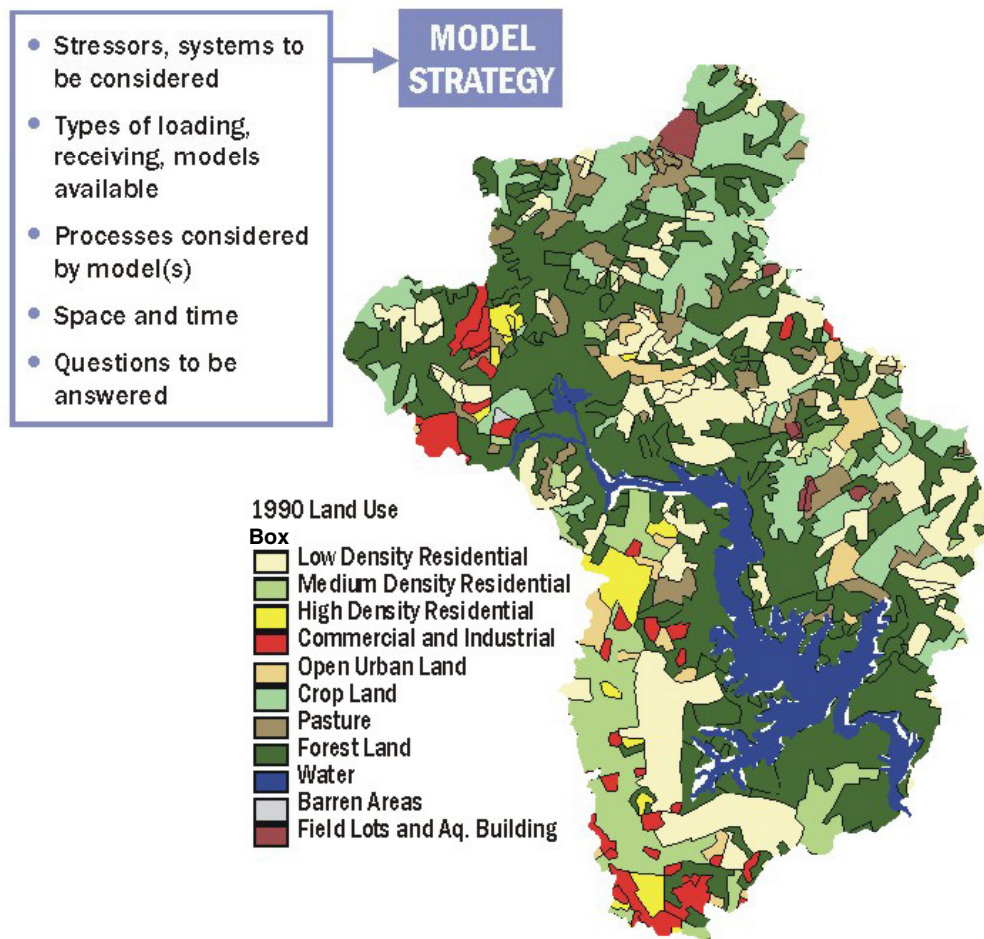 • Stressors, systems to
be considered
• Types of loading,
receiving, models
available
• Processes considered
by model(s)
• Space and time
• Questions to be
answered
MODEL
STRATEGY
1990 Land Use
Box
Low Density Residential
Medium Density Residential
High Density Residential
Commercial and Industrial
Open Urban Land
Crop Land
Pasture
Forest Land
Water
Barren Areas
Field Lots and Aq. Building